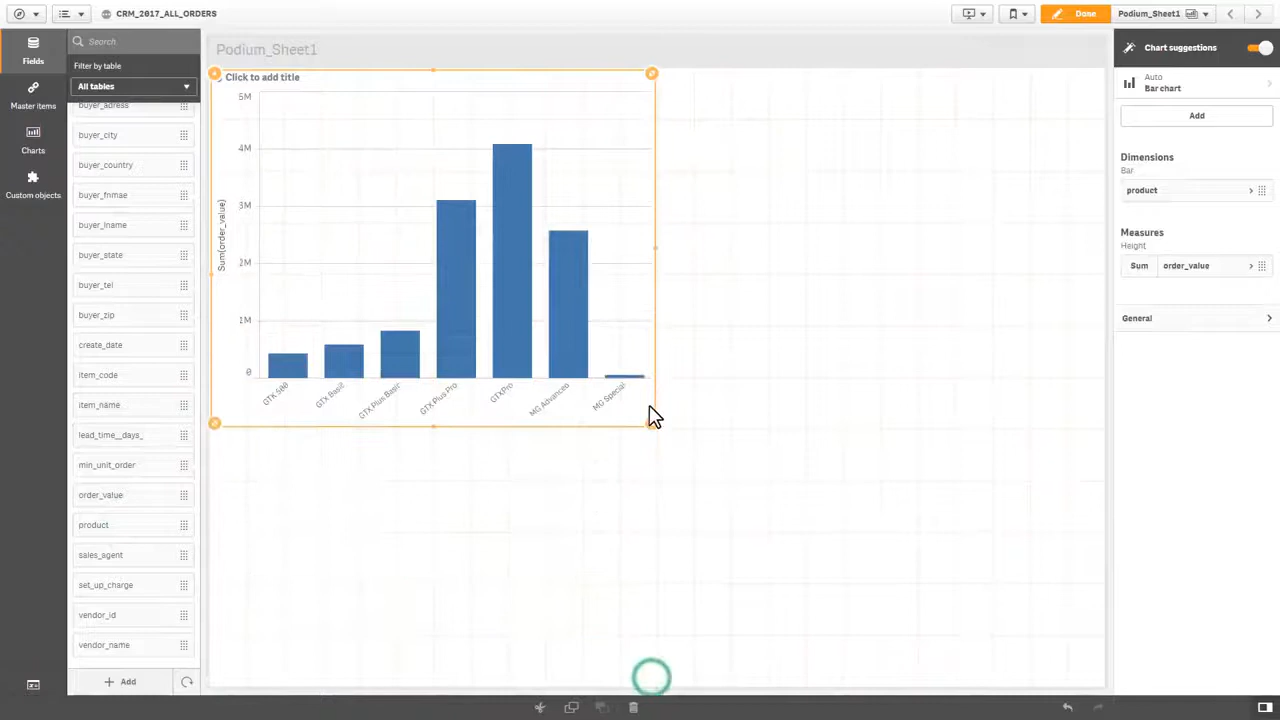 CRM_2017_ALL_ORDERS
Done
Podium_Sheet1
Fields
Master items
Charts
Custom objects
Search
Filter by table
All tables
buyer_adress
buyer_city
buyer_country
buyer_fnmae
buyer_lname
buyer_state
buyer_tel
buyer_zip
create_date
item_code
item_name
lead_time__days_
min_unit_order
order_value
product
sales_agent
set_up_charge
vendor_id
vendor_name
Add
Podium_Sheet1
Click to add title
Sum(order_value)
5M
4M
3M
2M
1M
0
GTX 500
GTX Basic
GTX Plus Basic
GTX Plus Pro
GTXPro
MG Advanced
MG Special
Chart suggestions
Auto
Bar chart
Add
Dimensions
Bar
product
Measures
Height
Sum order_value
General